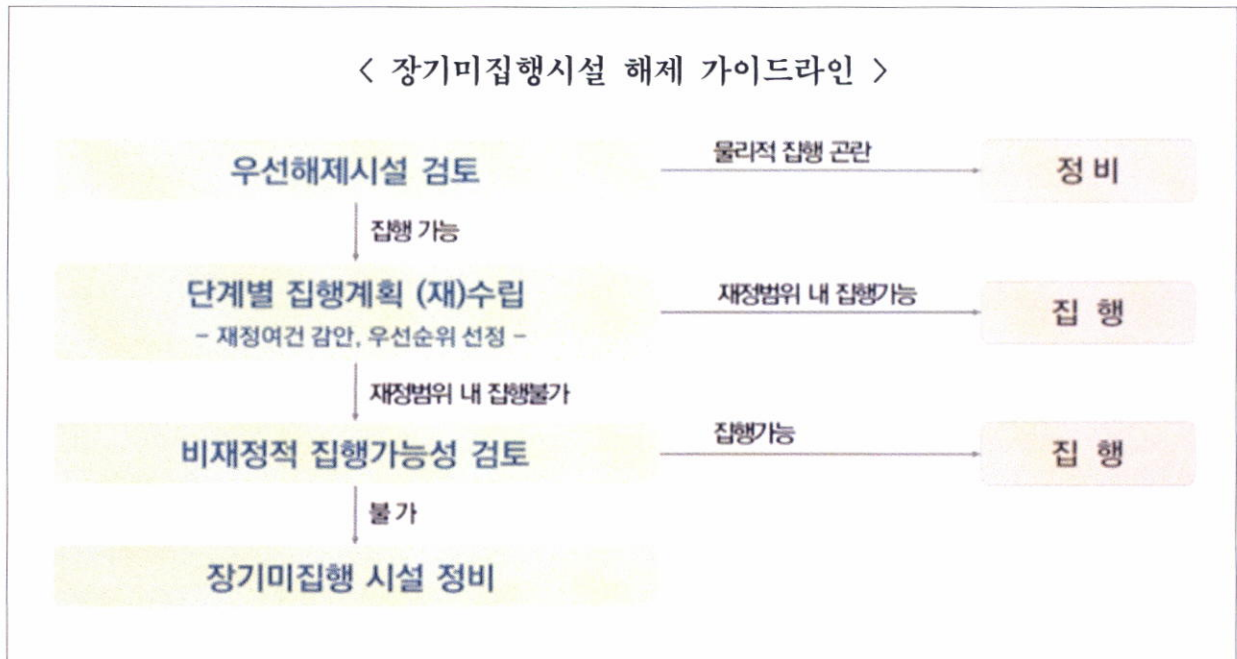 < 장기미집행시설 해제 가이드라인 >
우선해제시설 검토
물리적 집행 곤란
정 비
집행 가능
단계별 집행계획 (재)수립
- 재정여건 감안, 우선순위 선정 -
재정범위 내 집행가능
집 행
재정범위 내 집행불가
비재정적 집행가능성 검토
집행가능
집 행
불 가
장기미집행 시설 정비